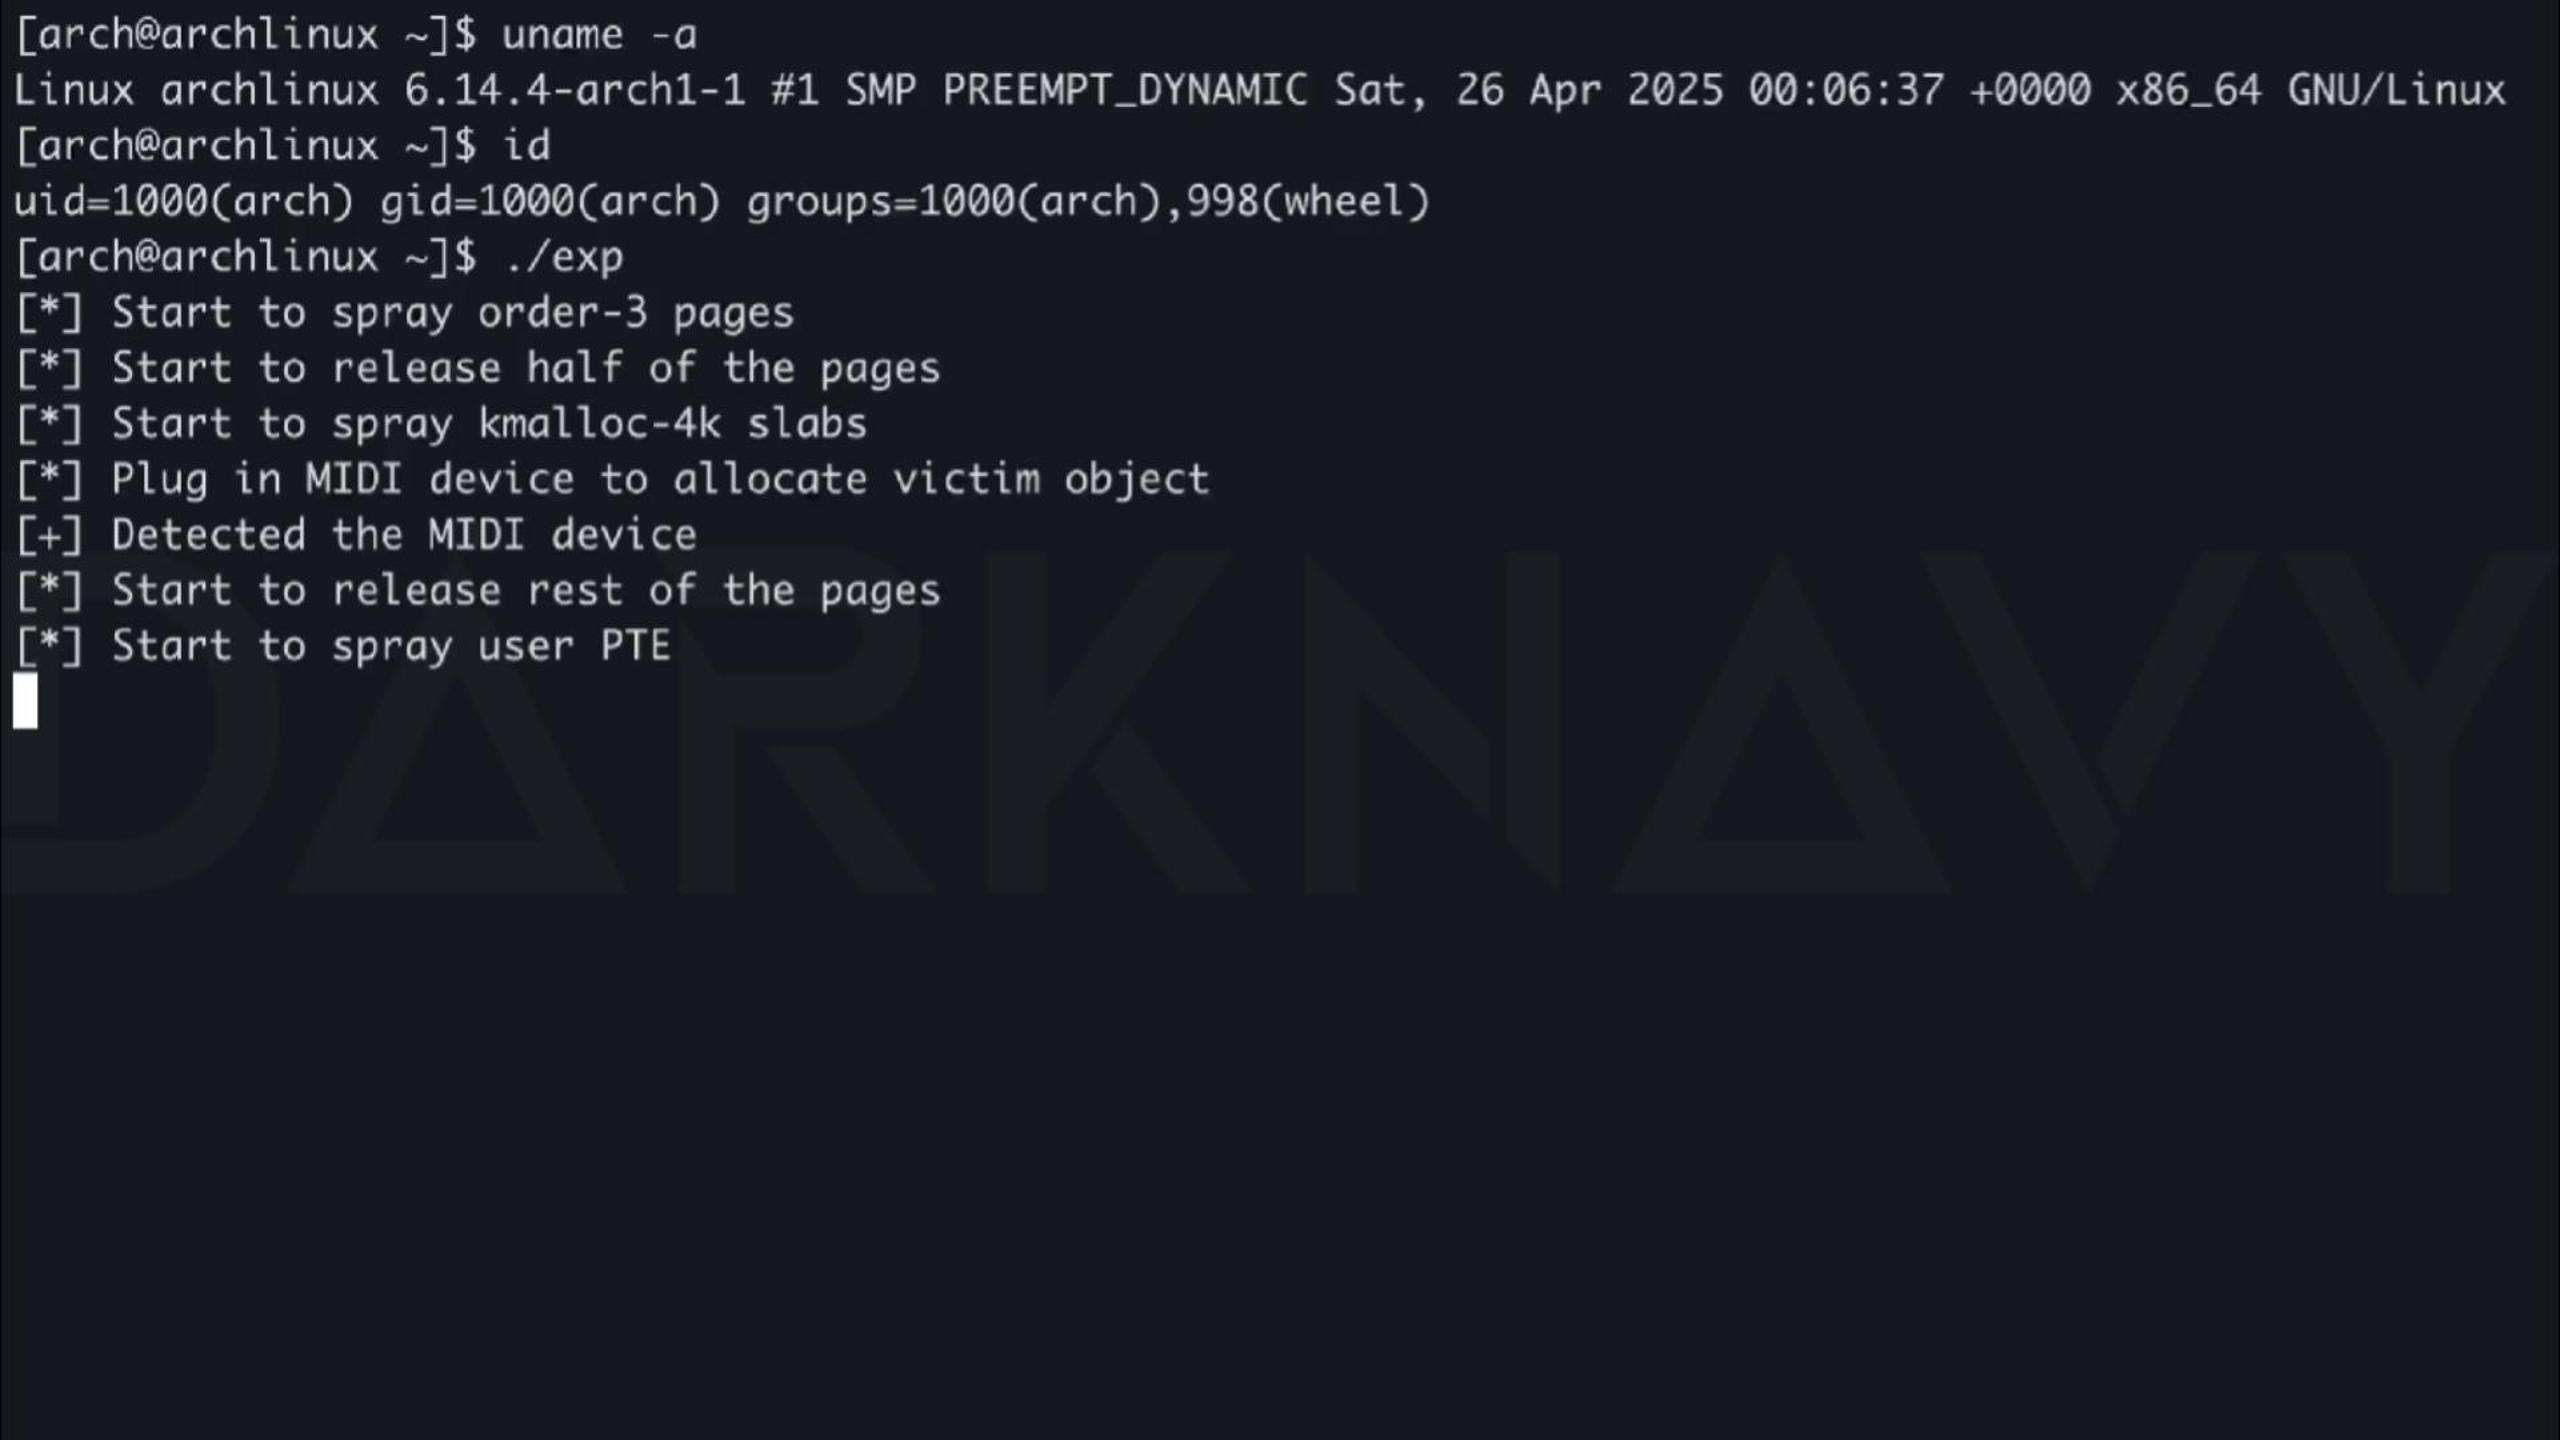 [arch@archlinux ~]$ uname -a
Linux archlinux 6.14.4-arch1-1 #1 SMP PREEMPT_DYNAMIC Sat, 26 Apr 2025 00:06:37 +0000 x86_64 GNU/Linux
[arch@archlinux ~]$ id
uid=1000(arch) gid=1000(arch) groups=1000(arch),998(wheel)
[arch@archlinux ~]$ ./exp
[*] Start to spray order-3 pages
[*] Start to release half of the pages
[*] Start to spray kmalloc-4k slabs
[*] Plug in MIDI device to allocate victim object
[+] Detected the MIDI device
[*] Start to release rest of the pages
[*] Start to spray user PTE
DARKNAVY